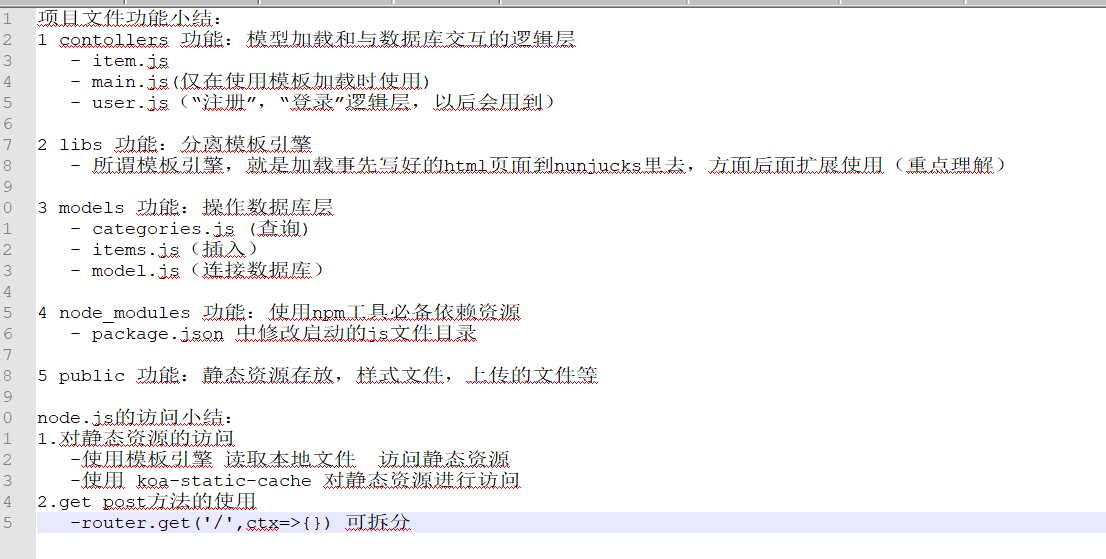 1 项目文件功能小结：
2 1 contollers 功能：模型加载和与数据库交互的逻辑层
3 - item.js
4 - main.js(仅在使用模板加载时使用)
5 - user.js（“注册”，“登录”逻辑层，以后会用到）
6
7 2 libs 功能：分离模板引擎
8 - 所谓模板引擎，就是加载事先写好的html页面到nunjucks里去，方面后面扩展使用（重点理解）
9
0 3 models 功能：操作数据库层
1 - categories.js (查询)
2 - items.js（插入）
3 - model.js（连接数据库）
4
5 4 node_modules 功能：使用npm工具必备依赖资源
6 - package.json 中修改启动的js文件目录
7
8 5 public 功能：静态资源存放，样式文件，上传的文件等
9
0 node.js的访问小结：
1 1.对静态资源的访问
2 -使用模板引擎 读取本地文件  访问静态资源
3 -使用 koa-static-cache 对静态资源进行访问
4 2.get post方法的使用
5 -router.get('/',ctx=>{}) 可拆分